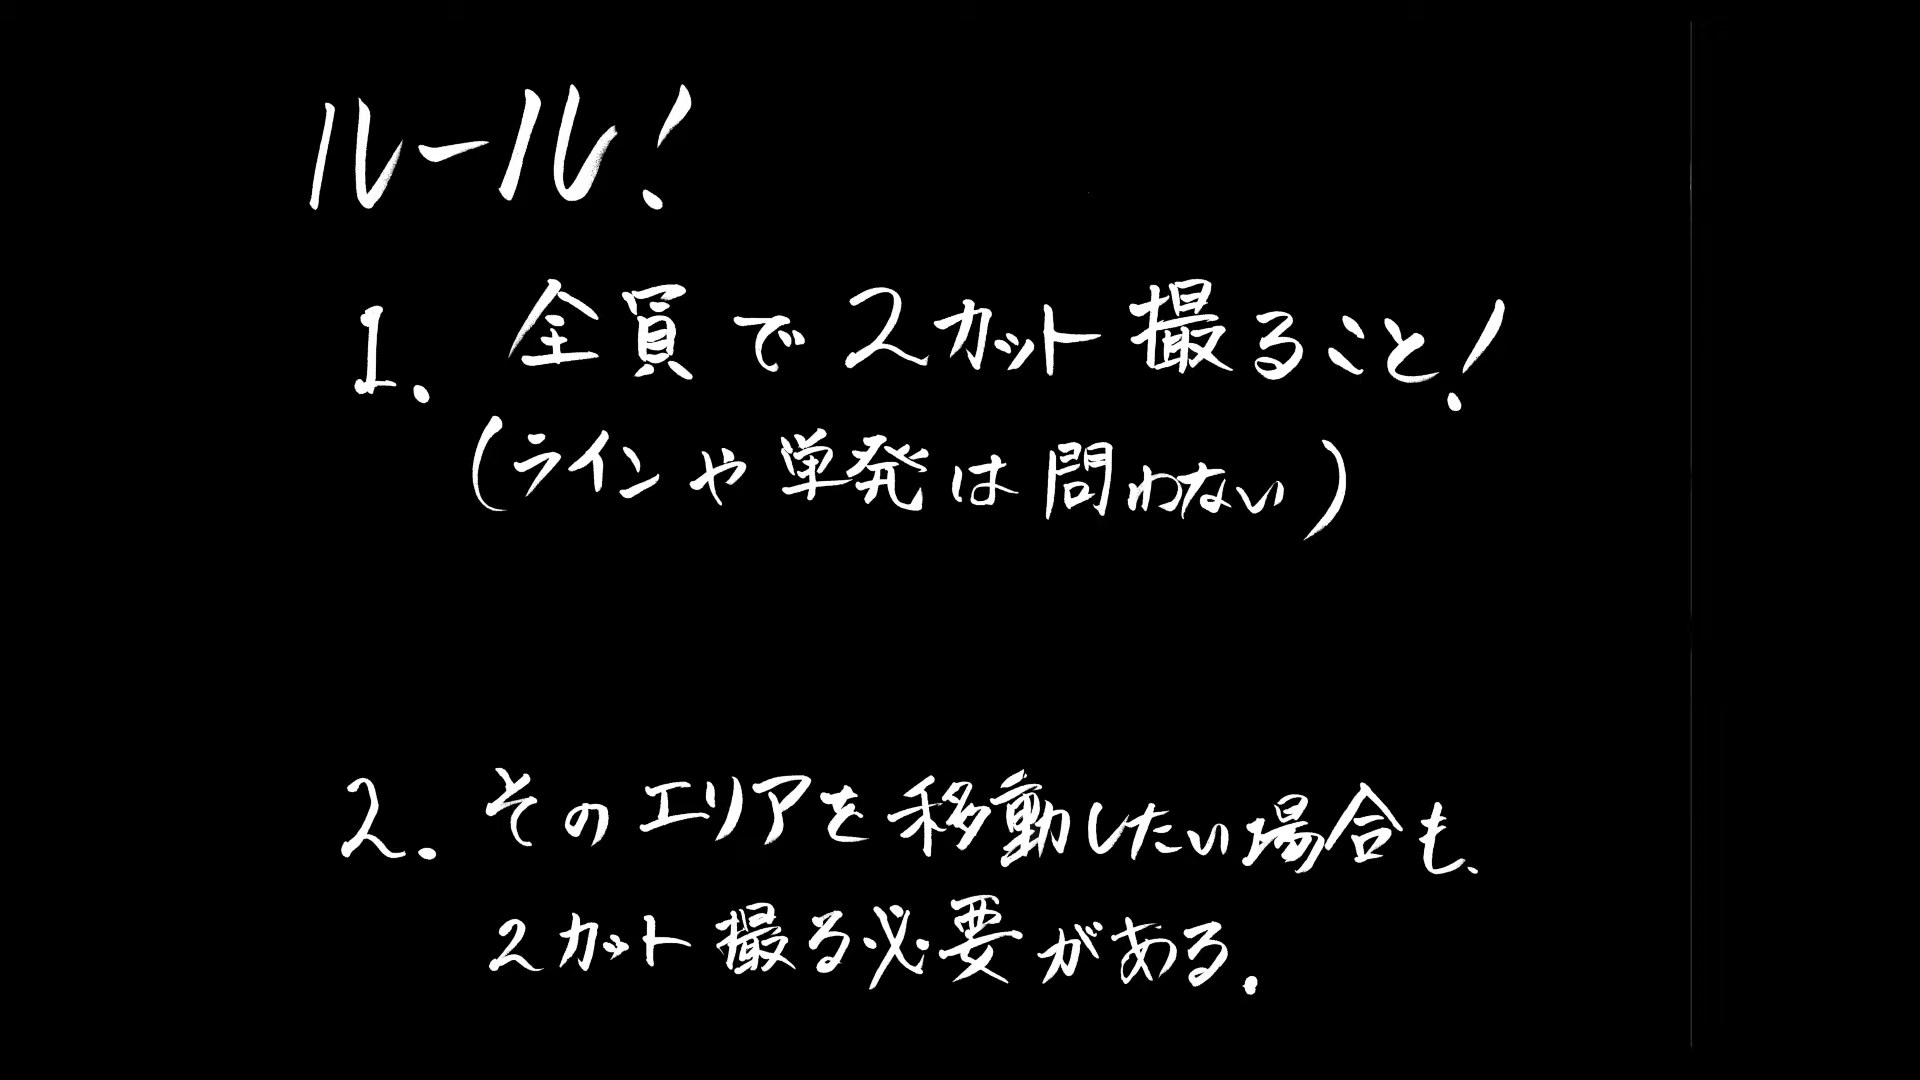 ルール!
1. 全員で2カット撮ること!
(ラインや単発は問わない)
2. そのエリアを移動したい場合も、
2カット撮る必要がある.